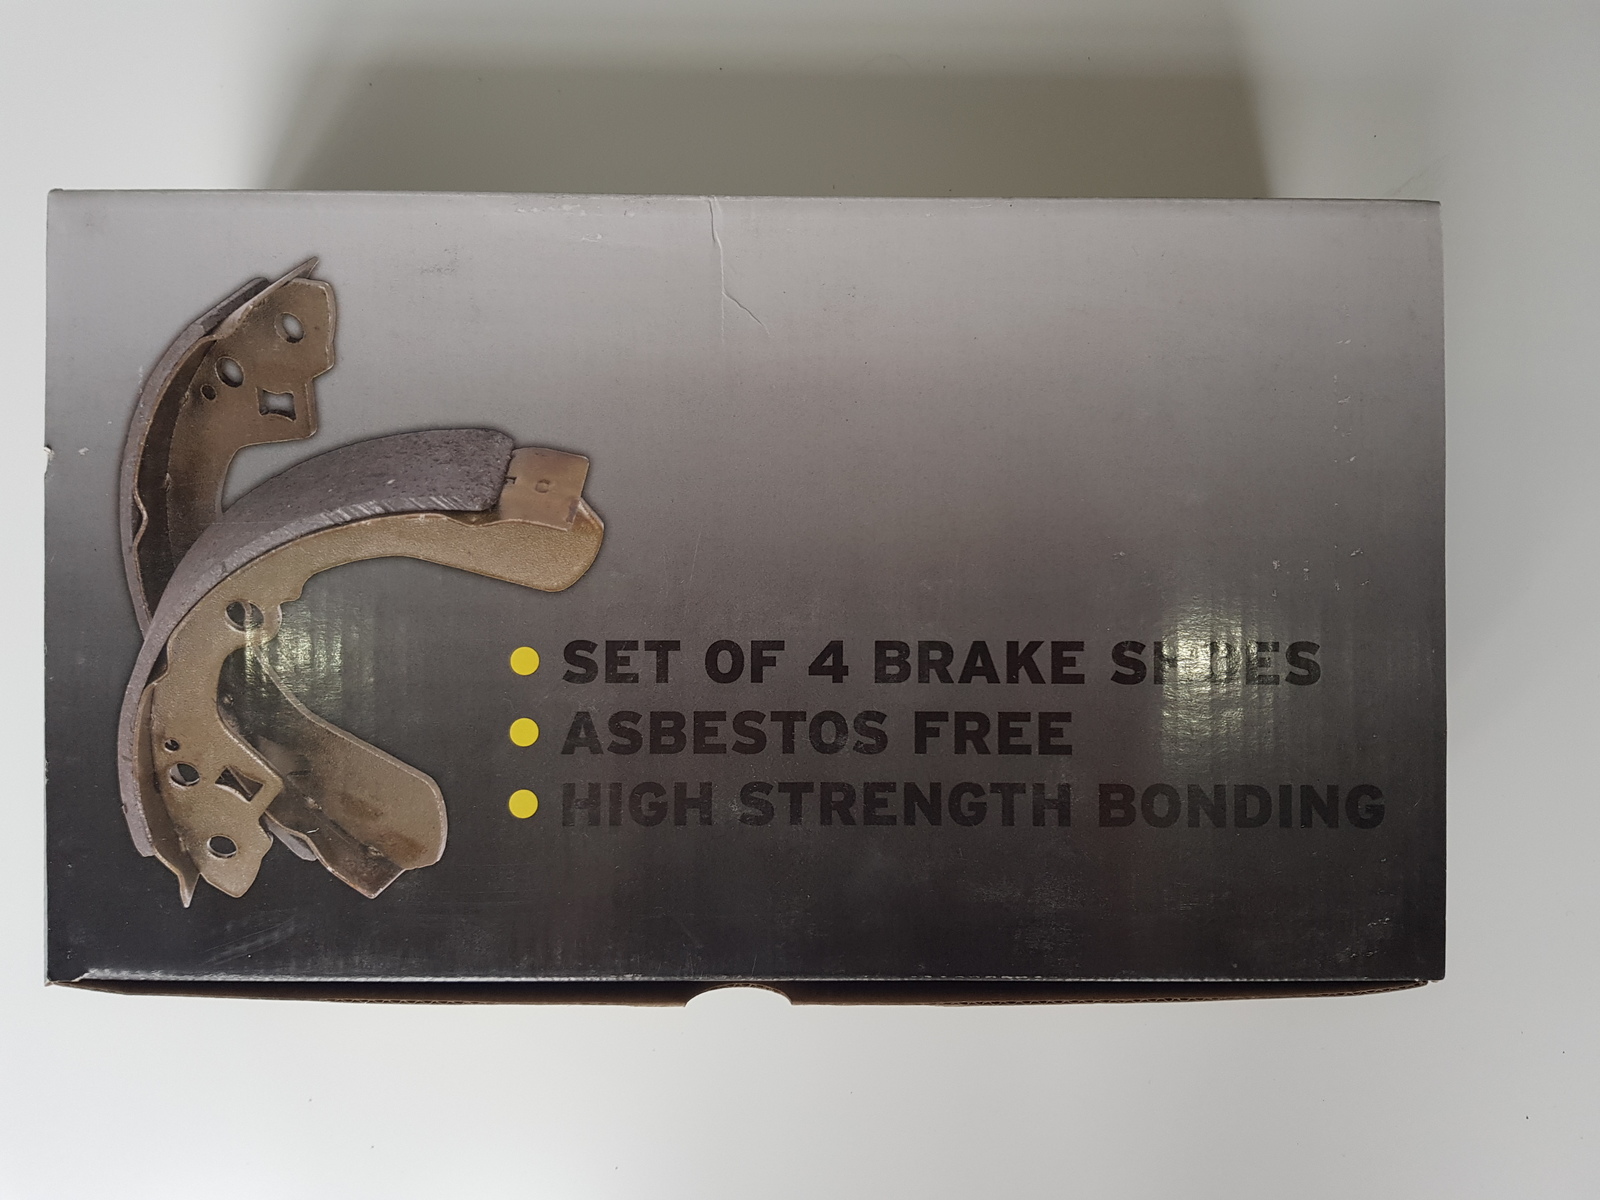 SET OF 4 BRAKE SHOES
ASBESTOS FREE
HIGH STRENGTH BONDING